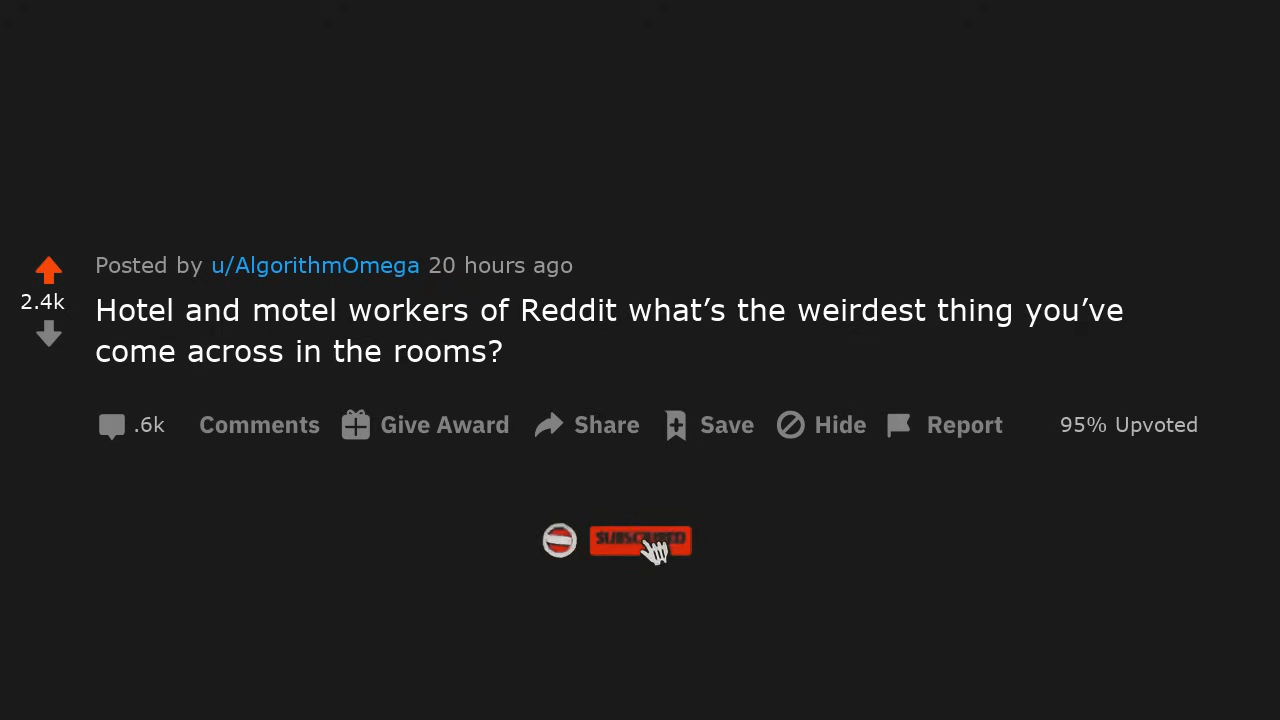 Posted by u/AlgorithmOmega 20 hours ago
2.4k
Hotel and motel workers of Reddit what’s the weirdest thing you’ve
come across in the rooms?
.6k Comments Give Award Share Save Hide Report 95% Upvoted
SUBSCRIBED